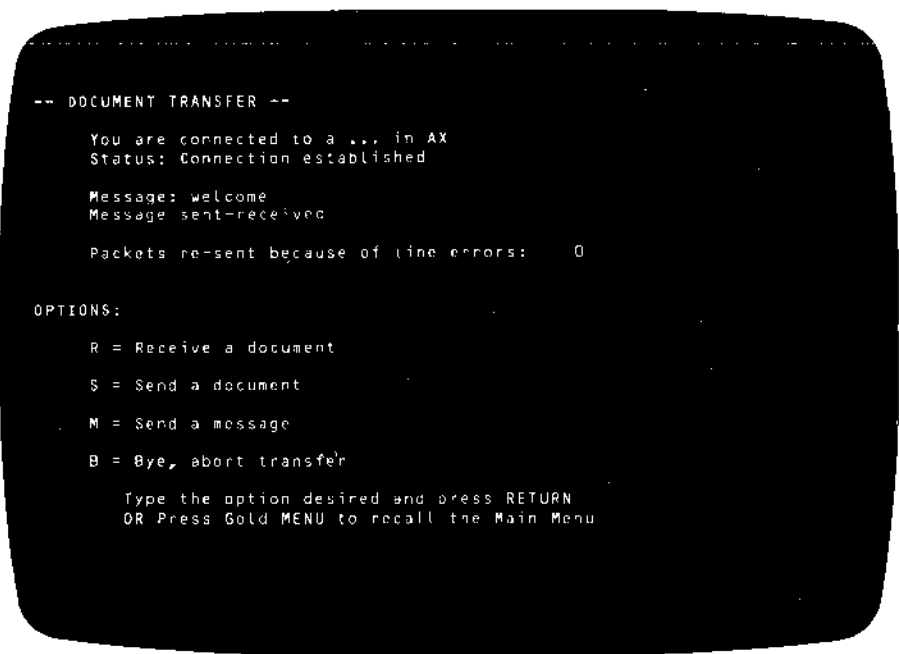 -- DOCUMENT TRANSFER --
You are connected to a ... in AX
Status: Connection established
Message: welcome
Message sent-received
Packets re-sent because of line errors: 0
OPTIONS:
R = Receive a document
S = Send a document
M = Send a message
B = Bye, abort transfer
Type the option desired and press RETURN
OR Press Gold MENU to recall the Main Menu